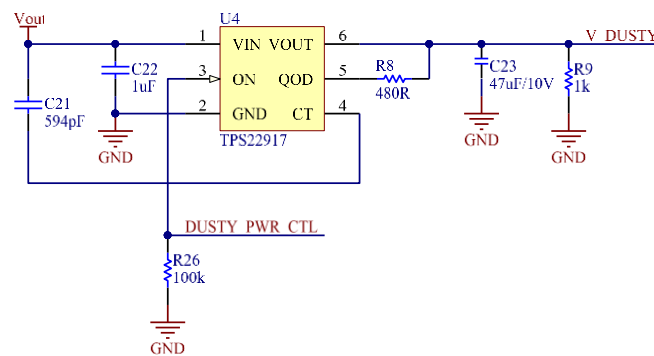 Vout
U4
1 VIN VOUT 6
3 ON QOD 5
2 GND CT 4
TPS22917
C22
1uF
GND
C21
594pF
R8
480R
C23
47uF/10V
GND
V_DUSTY
R9
1k
GND
DUSTY_PWR_CTL
R26
100k
GND